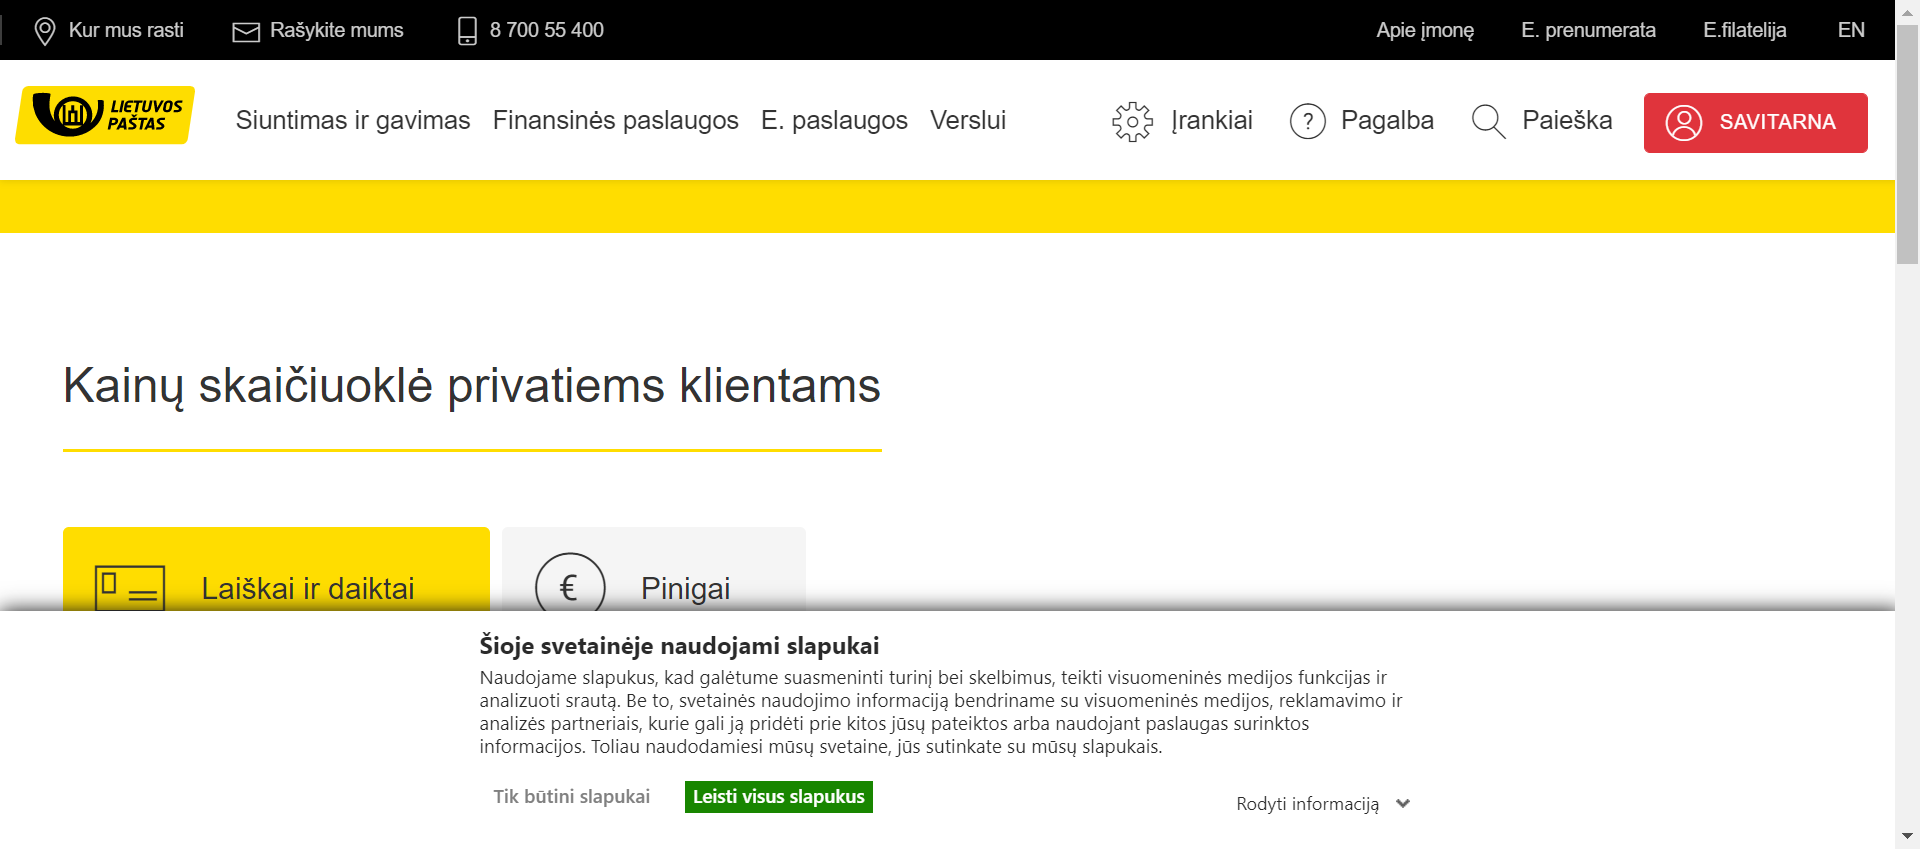 Kur mus rasti
Rašykite mums
8 700 55 400
Apie įmonę
E. prenumerata
E.filatelija
EN
LIETUVOS
PAŠTAS
Siuntimas ir gavimas
Finansinės paslaugos
E. paslaugos
Verslui
Įrankiai
?
Pagalba
Paieška
SAVITARNA
Kainų skaičiuoklė privatiems klientams
Laiškai ir daiktai
€
Pinigai
Šioje svetainėje naudojami slapukai
Naudojame slapukus, kad galėtume suasmeninti turinį bei skelbimus, teikti visuomeninės medijos funkcijas ir
analizuoti srautą. Be to, svetainės naudojimo informaciją bendriname su visuomeninės medijos, reklamavimo ir
analizės partneriais, kurie gali ją pridėti prie kitos jūsų pateiktos arba naudojant paslaugas surinktos
informacijos. Toliau naudodamiesi mūsų svetaine, jūs sutinkate su mūsų slapukais.
Tik būtini slapukai
Leisti visus slapukus
Rodyti informaciją